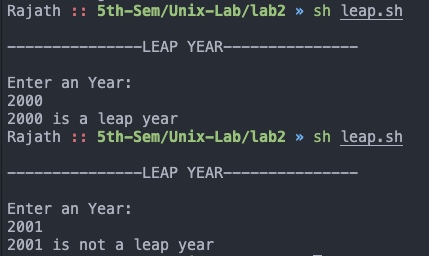 Rajath :: 5th-Sem/Unix-Lab/lab2 » sh leap.sh
---------------LEAP YEAR---------------
Enter an Year:
2000
2000 is a leap year
Rajath :: 5th-Sem/Unix-Lab/lab2 » sh leap.sh
---------------LEAP YEAR---------------
Enter an Year:
2001
2001 is not a leap year